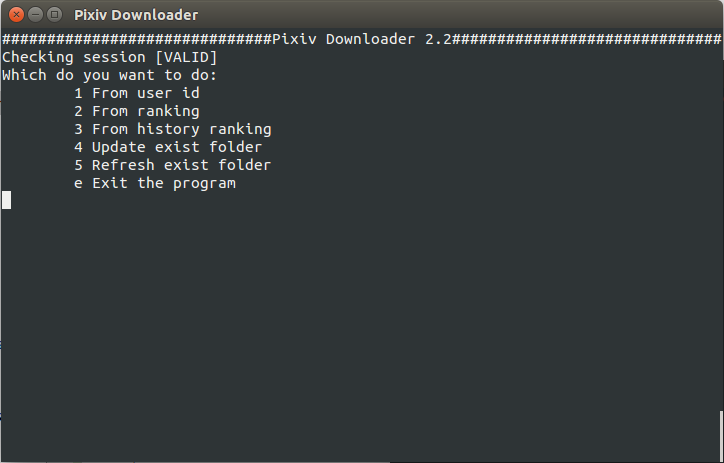 Pixiv Downloader
##############################Pixiv Downloader 2.2##############################
Checking session [VALID]
Which do you want to do:
1 From user id
2 From ranking
3 From history ranking
4 Update exist folder
5 Refresh exist folder
e Exit the program